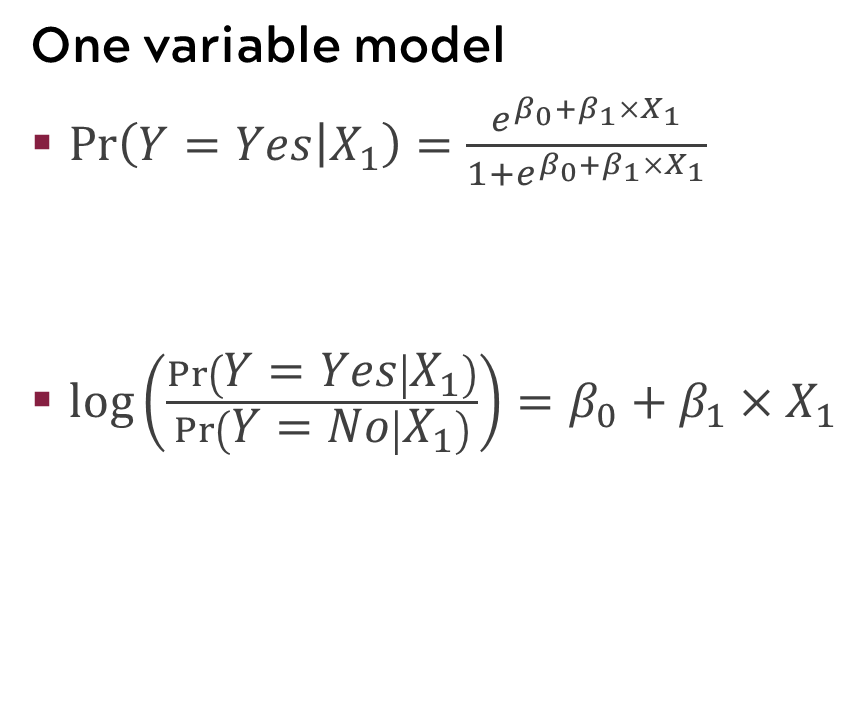 One variable model
▪ Pr(Y = Yes|X₁) = e^(β₀+β₁×X₁) / (1+e^(β₀+β₁×X₁))
▪ log(Pr(Y = Yes|X₁) / Pr(Y = No|X₁)) = β₀ + β₁ × X₁